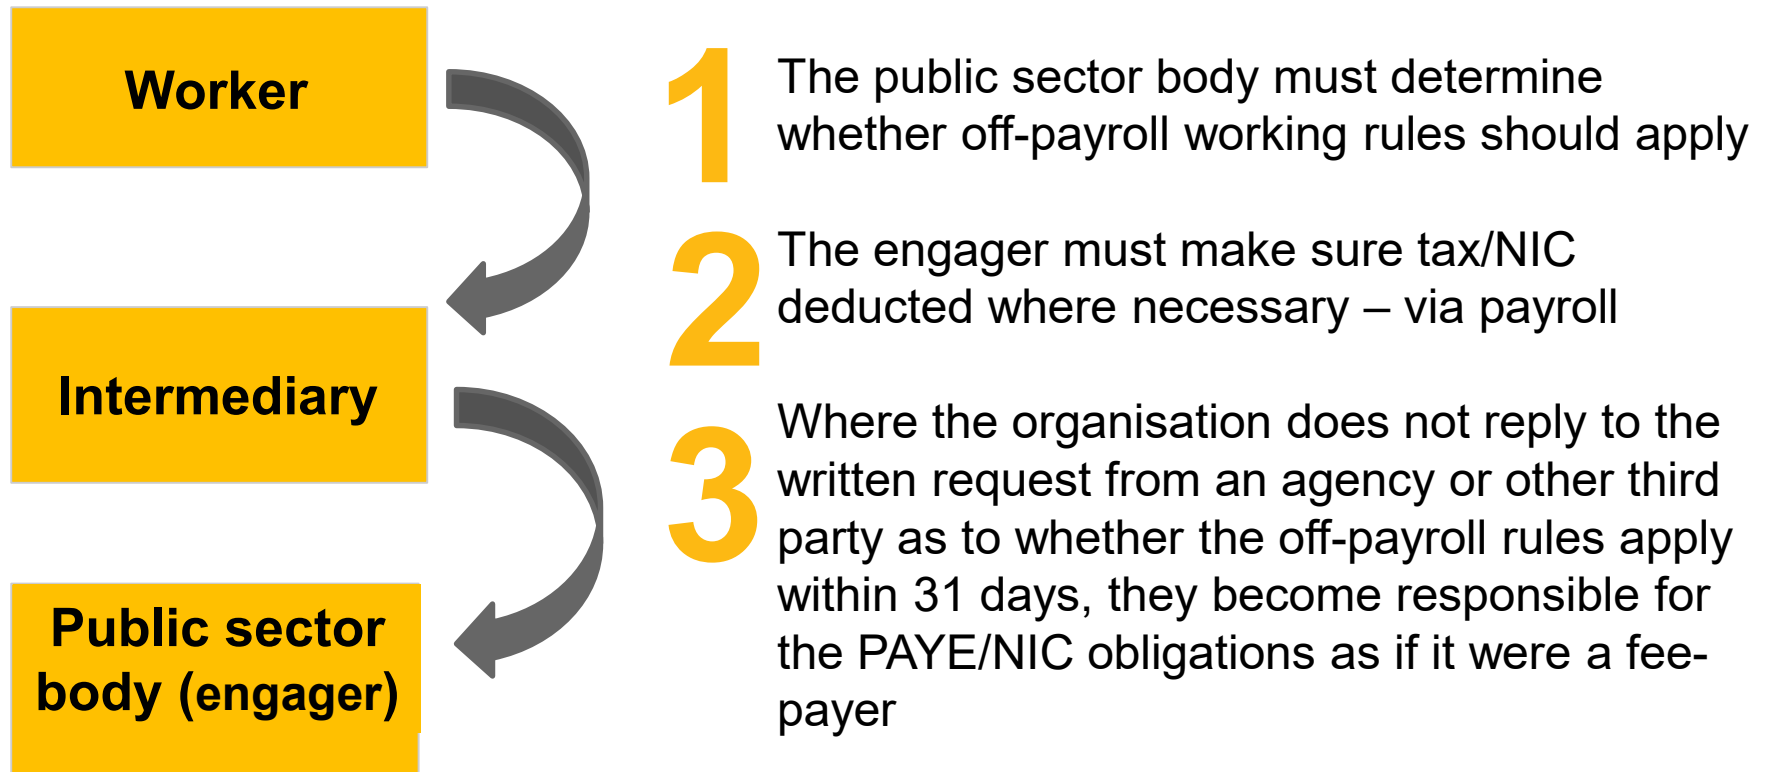 Worker
Intermediary
Public sector
body (engager)
1
The public sector body must determine
whether off-payroll working rules should apply
2
The engager must make sure tax/NIC
deducted where necessary – via payroll
3
Where the organisation does not reply to the
written request from an agency or other third
party as to whether the off-payroll rules apply
within 31 days, they become responsible for
the PAYE/NIC obligations as if it were a fee-
payer